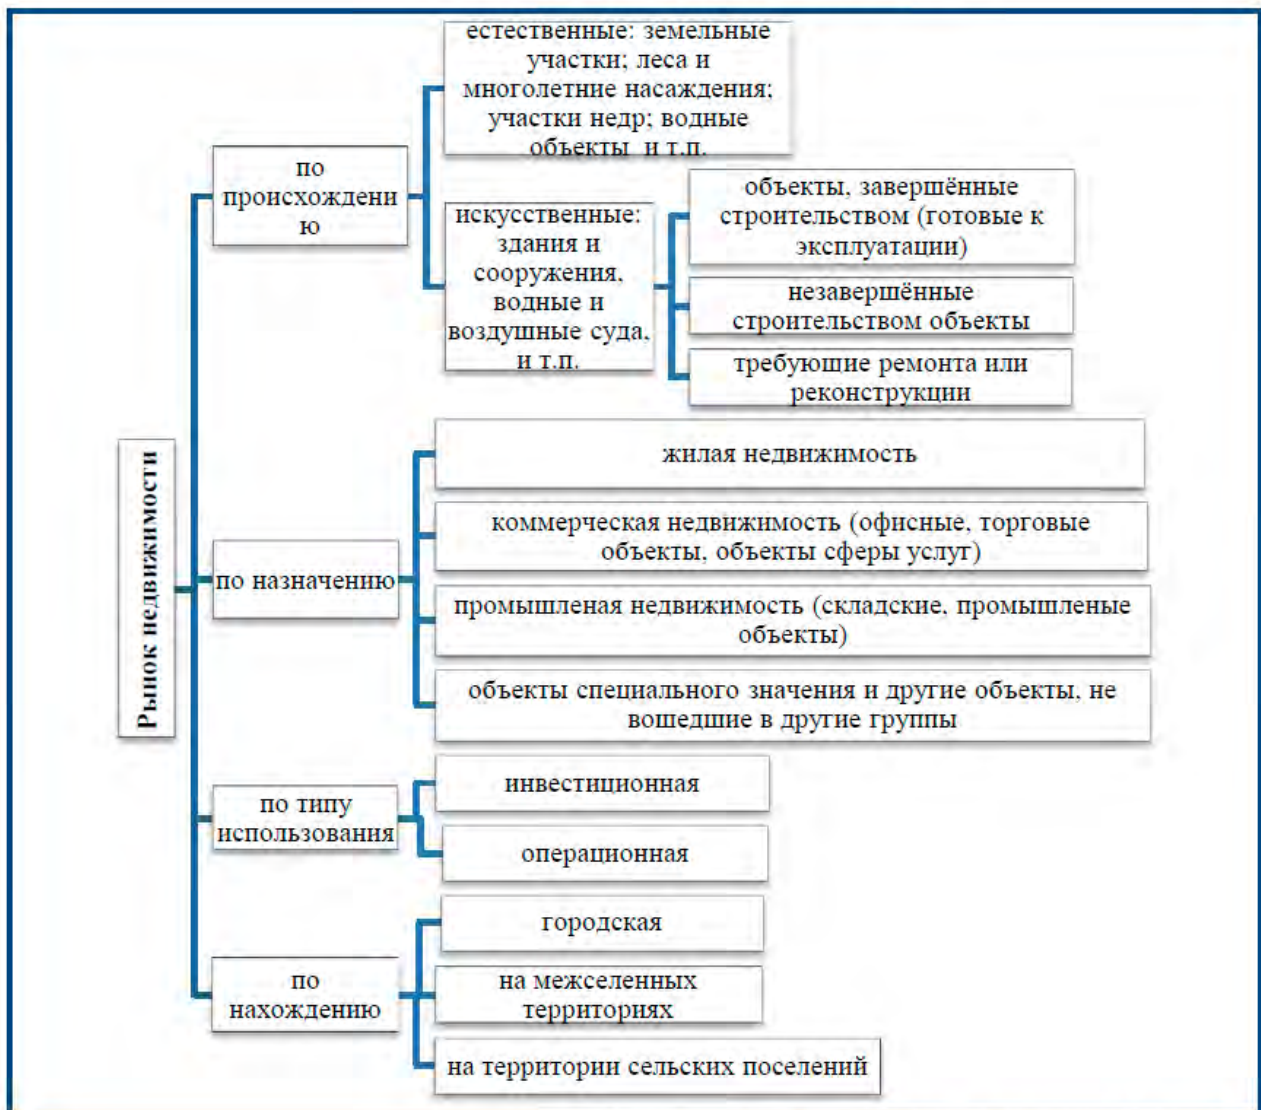 Рынок недвижимости
по
происхождени
ю
естественные: земельные
участки; леса и
многолетние насаждения;
участки недр; водные
объекты и т.п.
искусственные:
здания и
сооружения,
водные и
воздушные суда,
и т.п.
объекты, завершённые
строительством (готовые к
эксплуатации)
незавершённые
строительством объекты
требующие ремонта или
реконструкции
по назначению
жилая недвижимость
коммерческая недвижимость (офисные, торговые
объекты, объекты сферы услуг)
промышленая недвижимость (складские, промышленые
объекты)
объекты специального значения и другие объекты, не
вошедшие в другие группы
по типу
использования
инвестиционная
операционная
по
нахождению
городская
на межселенных
территориях
на территории сельских поселений